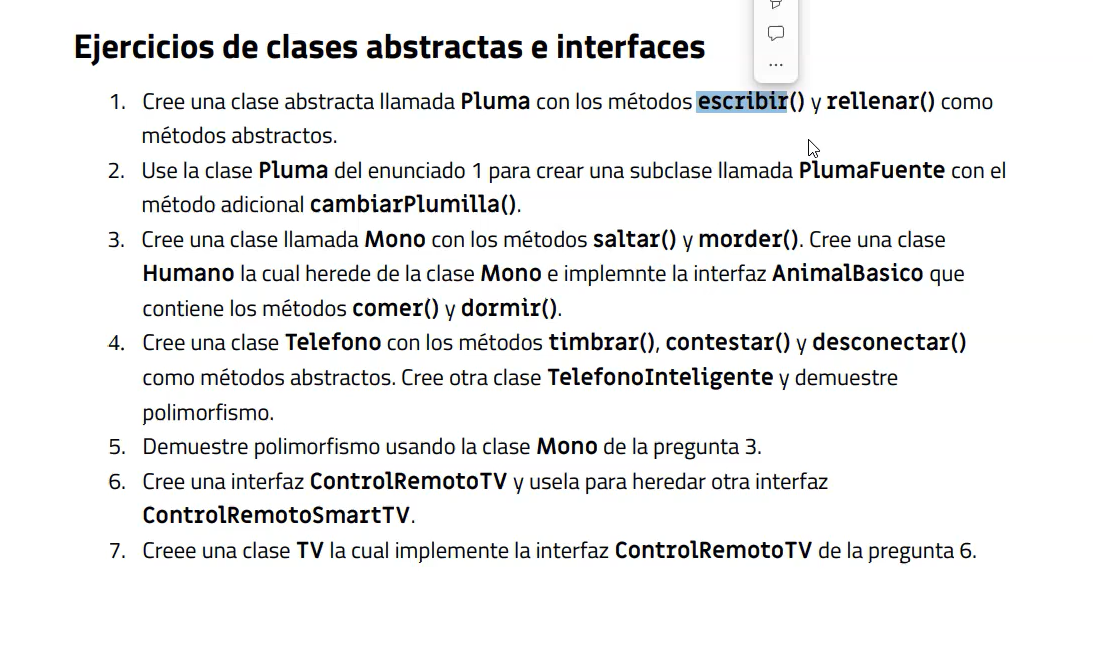 Ejercicios de clases abstractas e interfaces
1. Cree una clase abstracta llamada Pluma con los métodos escribir() y rellenar() como
métodos abstractos.
2. Use la clase Pluma del enunciado 1 para crear una subclase llamada PlumaFuente con el
método adicional cambiarPlumilla().
3. Cree una clase llamada Mono con los métodos saltar() y morder(). Cree una clase
Humano la cual herede de la clase Mono e implemnte la interfaz AnimalBasico que
contiene los métodos comer() y dormir().
4. Cree una clase Telefono con los métodos timbrar(), contestar() y desconectar()
como métodos abstractos. Cree otra clase TelefonoInteligente y demuestre
polimorfismo.
5. Demuestre polimorfismo usando la clase Mono de la pregunta 3.
6. Cree una interfaz ControlRemotoTV y usela para heredar otra interfaz
ControlRemotoSmartTV.
7. Creee una clase TV la cual implemente la interfaz ControlRemotoTV de la pregunta 6.